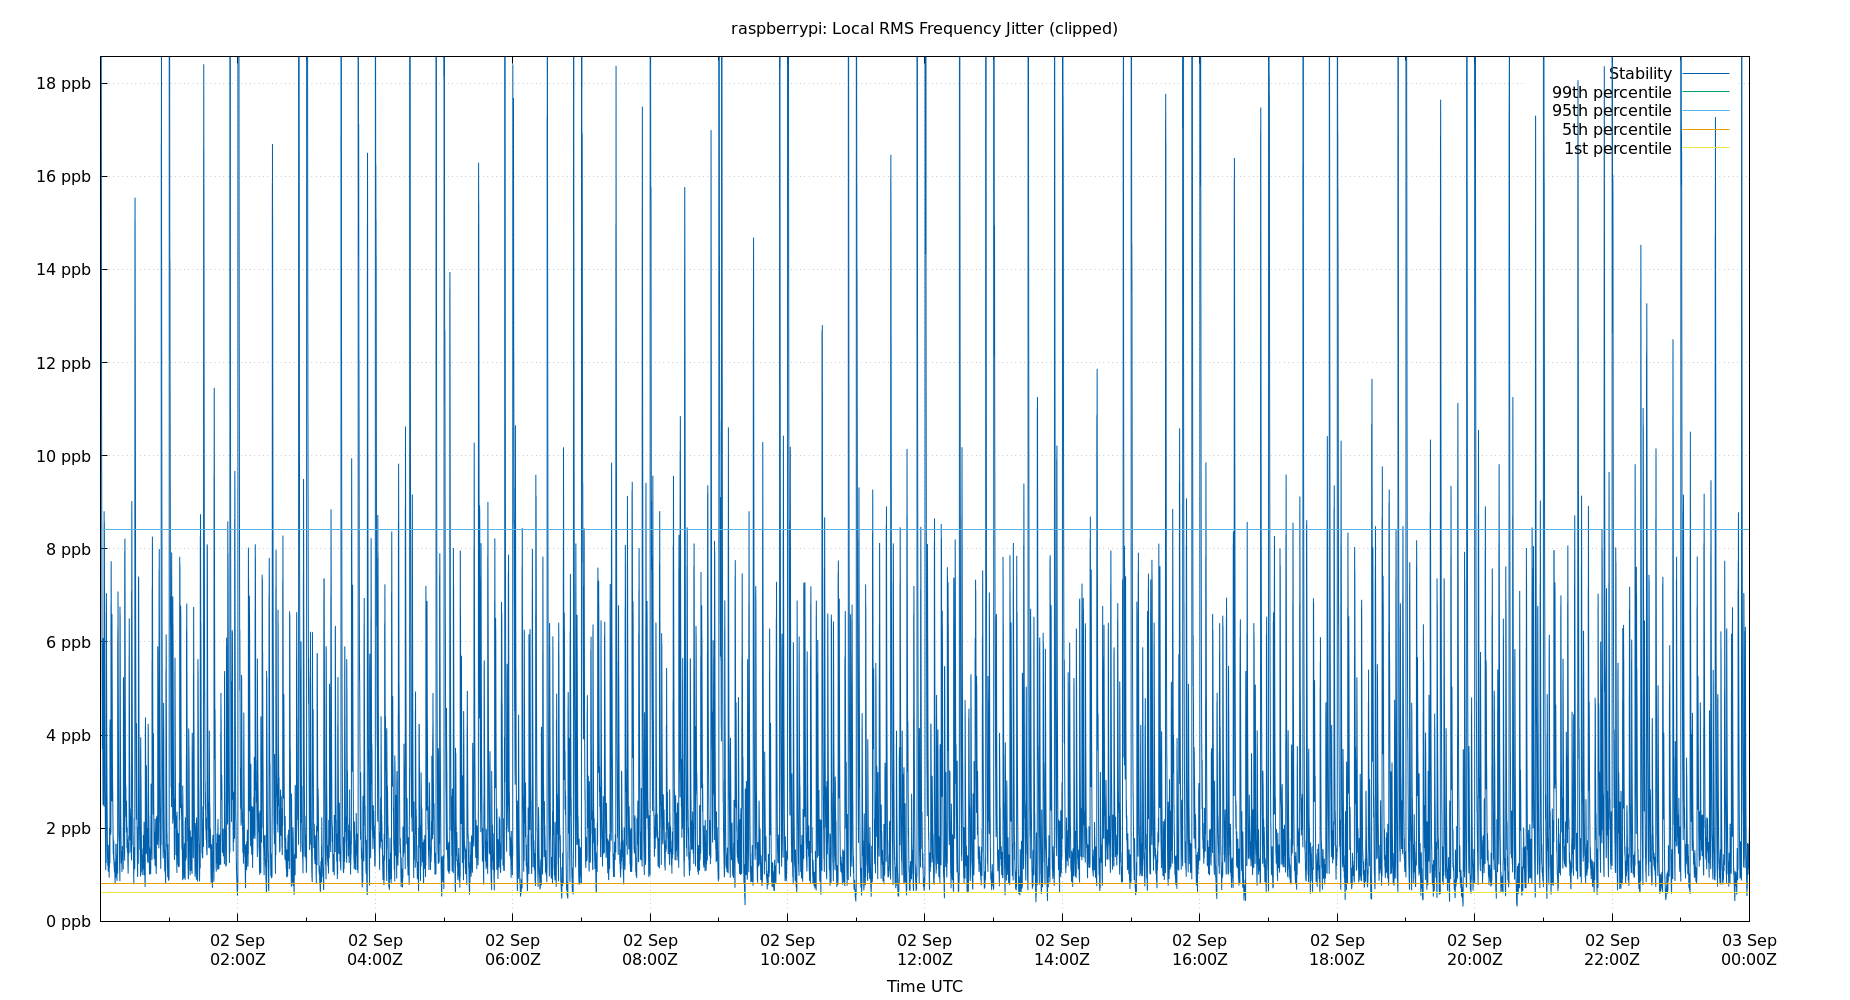 raspberrypi: Local RMS Frequency Jitter (clipped)
18 ppb
16 ppb
14 ppb
12 ppb
10 ppb
8 ppb
6 ppb
4 ppb
2 ppb
0 ppb
Stability
99th percentile
95th percentile
5th percentile
1st percentile
02 Sep 02 Sep 02 Sep 02 Sep 02 Sep 02 Sep 02 Sep 02 Sep 02 Sep 02 Sep 02 Sep 03 Sep
02:00Z 04:00Z 06:00Z 08:00Z 10:00Z 12:00Z 14:00Z 16:00Z 18:00Z 20:00Z 22:00Z 00:00Z
Time UTC